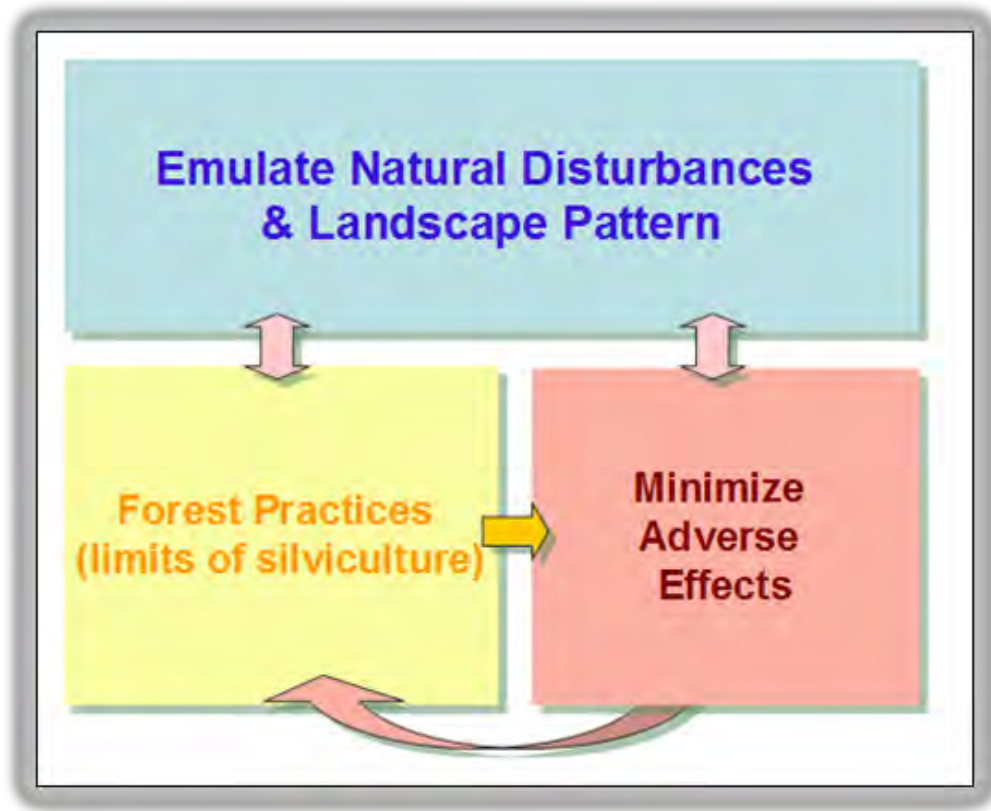 Emulate Natural Disturbances
& Landscape Pattern
Forest Practices
(limits of silviculture)
Minimize
Adverse
Effects